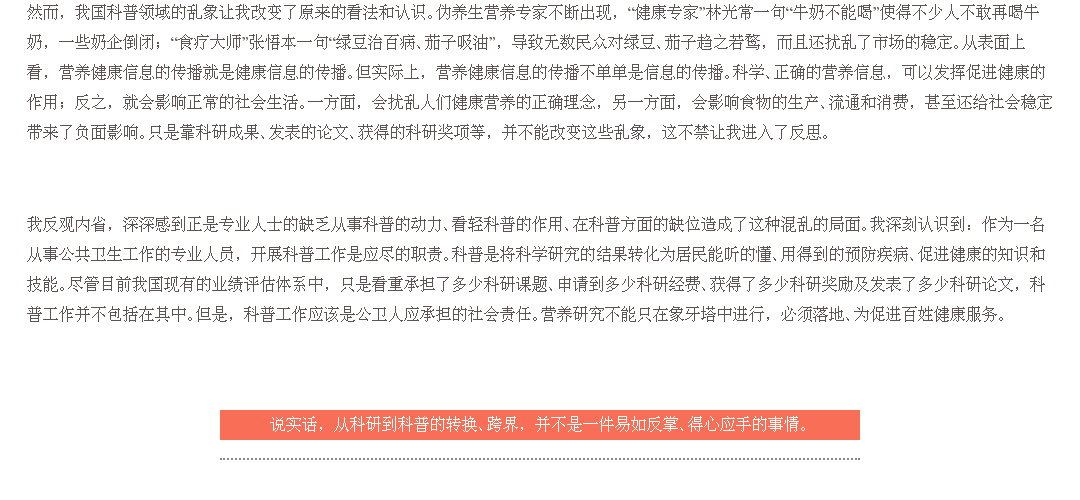 然而，我国科普领域的乱象让我改变了原来的看法和认识。伪养生营养专家不断出现，“健康专家”林光常一句“牛奶不能喝”使得不少人不敢再喝牛
奶，一些奶企倒闭；“食疗大师”张悟本一句“绿豆治百病、茄子吸油”，导致无数民众对绿豆、茄子趋之若鹜，而且还扰乱了市场的稳定。从表面上
看，营养健康信息的传播就是健康信息的传播。但实际上，营养健康信息的传播不单单是信息的传播。科学、正确的营养信息，可以发挥促进健康的
作用；反之，就会影响正常的社会生活。一方面，会扰乱人们健康营养的正确理念，另一方面，会影响食物的生产、流通和消费，甚至还给社会稳定
带来了负面影响。只是靠科研成果、发表的论文、获得的科研奖项等，并不能改变这些乱象，这不禁让我进入了反思。
我反观内省，深深感到正是专业人士的缺乏从事科普的动力、看轻科普的作用、在科普方面的缺位造成了这种混乱的局面。我深刻认识到：作为一名
从事公共卫生工作的专业人员，开展科普工作是应尽的职责。科普是将科学研究的结果转化为居民能听的懂、用得到的预防疾病、促进健康的知识和
技能。尽管目前我国现有的业绩评估体系中，只是看重承担了多少科研课题、申请到多少科研经费、获得了多少科研奖励及发表了多少科研论文，科
普工作并不包括在其中。但是，科普工作应该是公卫人应承担的社会责任。营养研究不能只在象牙塔中进行，必须落地、为促进百姓健康服务。
说实话，从科研到科普的转换、跨界，并不是一件易如反掌、得心应手的事情。